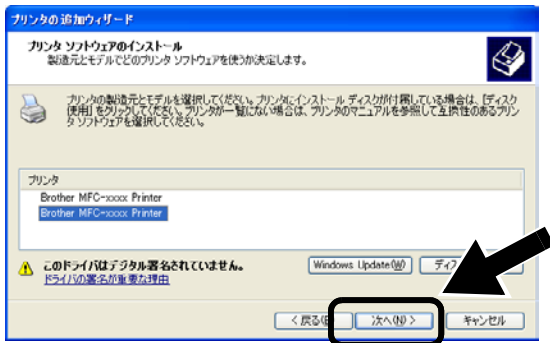 プリンタの追加ウィザード
プリンタ ソフトウェアのインストール
製造元とモデルでどのプリンタ ソフトウェアを使うか決定します。
プリンタの製造元とモデルを選択してください。プリンタにインストール ディスクが付属している場合は、[ディスク
使用] をクリックしてください。プリンタが一覧にない場合は、プリンタのマニュアルを参照して互換性のあるプリン
タ ソフトウェアを選択してください。
プリンタ
Brother MFC-xxxx Printer
Brother MFC-xxxx Printer
このドライバはデジタル署名されていません。
ドライバの署名が重要な理由
Windows Update(W)
< 戻る(B
次へ(N) >
キャンセル